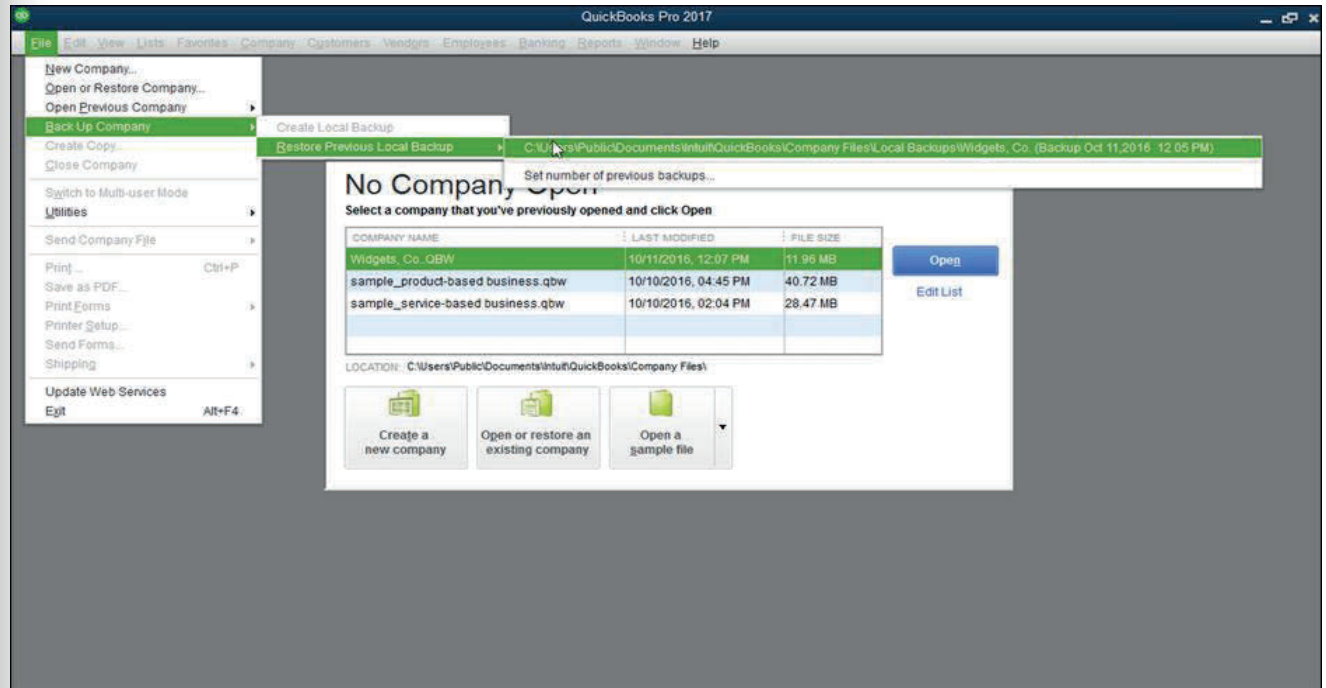 QuickBooks Pro 2017
File Edit View Lists Favorites Company Customers Vendors Employees Banking Reports Window Help
New Company...
Open or Restore Company...
Open Previous Company
Back Up Company
Create Copy...
Close Company
Switch to Multi-user Mode
Utilities
Send Company File
Print ... Ctrl+P
Save as PDF...
Print Forms
Printer Setup...
Send Forms...
Shipping
Update Web Services
Exit Alt+F4
Create Local Backup
Restore Previous Local Backup
C:\Users\Public\Documents\Intuit\QuickBooks\Company Files\Local Backups\Widgets, Co. (Backup Oct 11,2016 12 05 PM)
Set number of previous backups...
No Company Open
Select a company that you've previously opened and click Open
COMPANY NAME LAST MODIFIED FILE SIZE
Widgets, Co..QBW 10/11/2016, 12:07 PM 11.96 MB
sample_product-based business.qbw 10/10/2016, 04:45 PM 40.72 MB
sample_service-based business.qbw 10/10/2016, 02:04 PM 28.47 MB
Open
Edit List
LOCATION: C:\Users\Public\Documents\Intuit\QuickBooks\Company Files\
Create a
new company
Open or restore an
existing company
Open a
sample file